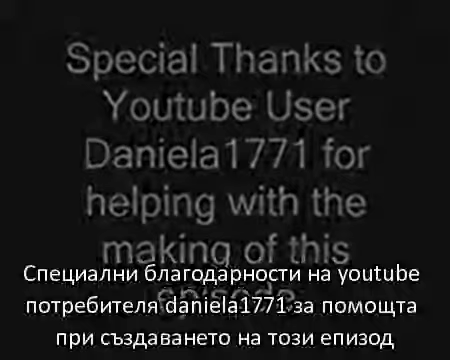 Special Thanks to
Youtube User
Daniela1771 for
helping with the
making of this
episode
Специални благодарности на youtube
потребителя daniela1771 за помощта
при създаването на този епизод